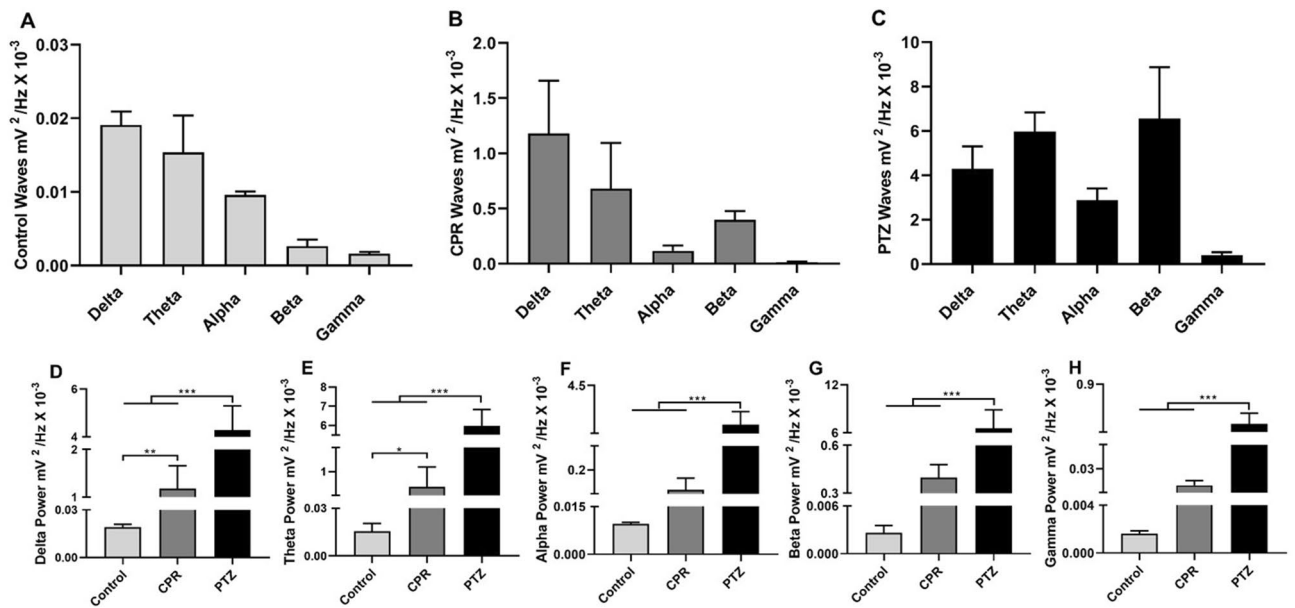 A
Control Waves mV 2 /Hz X 10-3
0.03
0.02
0.01
0.00
Delta
Theta
Alpha
Beta
Gamma
B
CPR Waves mV 2 /Hz X 10-3
2.0
1.5
1.0
0.5
0.0
Delta
Theta
Alpha
Beta
Gamma
C
PTZ Waves mV 2 /Hz X 10-3
10
8
6
4
2
0
Delta
Theta
Alpha
Beta
Gamma
D
Delta Power mV 2 /Hz X 10-3
6
4
2
1
0.03
0.00
***
**
Control
CPR
PTZ
E
Theta Power mV 2 /Hz X 10-3
8
7
6
1
0.03
0.00
***
*
Control
CPR
PTZ
F
Alpha Power mV 2 /Hz X 10-3
4.5
0.2
0.015
0.000
***
Control
CPR
PTZ
G
Beta Power mV 2 /Hz X 10-3
12
6
0.6
0.3
0.006
0.000
***
Control
CPR
PTZ
H
Gamma Power mV 2 /Hz X 10-3
0.9
0.03
0.004
0.000
***
Control
CPR
PTZ